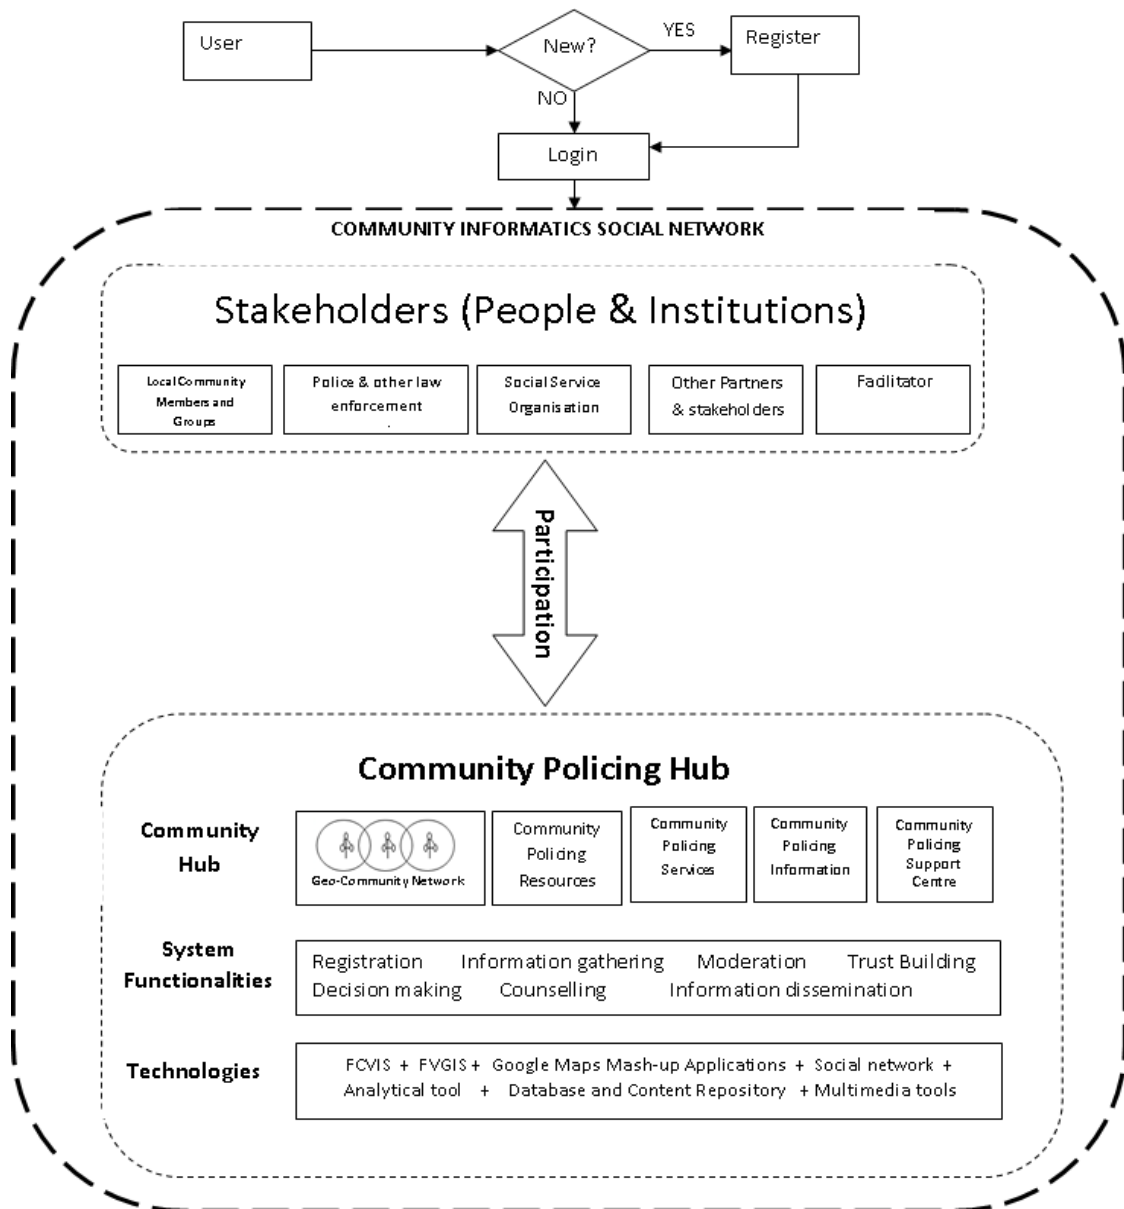 User
New?
YES
Register
NO
Login
COMMUNITY INFORMATICS SOCIAL NETWORK
Stakeholders (People & Institutions)
Local Community
Members and
Groups
Police & other law
enforcement
.
Social Service
Organisation
Other Partners
& stakeholders
Facilitator
Participation
Community Policing Hub
Community
Hub
Geo-Community Network
Community
Policing
Resources
Community
Policing
Services
Community
Policing
Information
Community
Policing
Support
Centre
System
Functionalities
Registration Information gathering Moderation Trust Building
Decision making Counselling Information dissemination
Technologies
FCVIS + FVGIS + Google Maps Mash-up Applications + Social network +
Analytical tool + Database and Content Repository + Multimedia tools